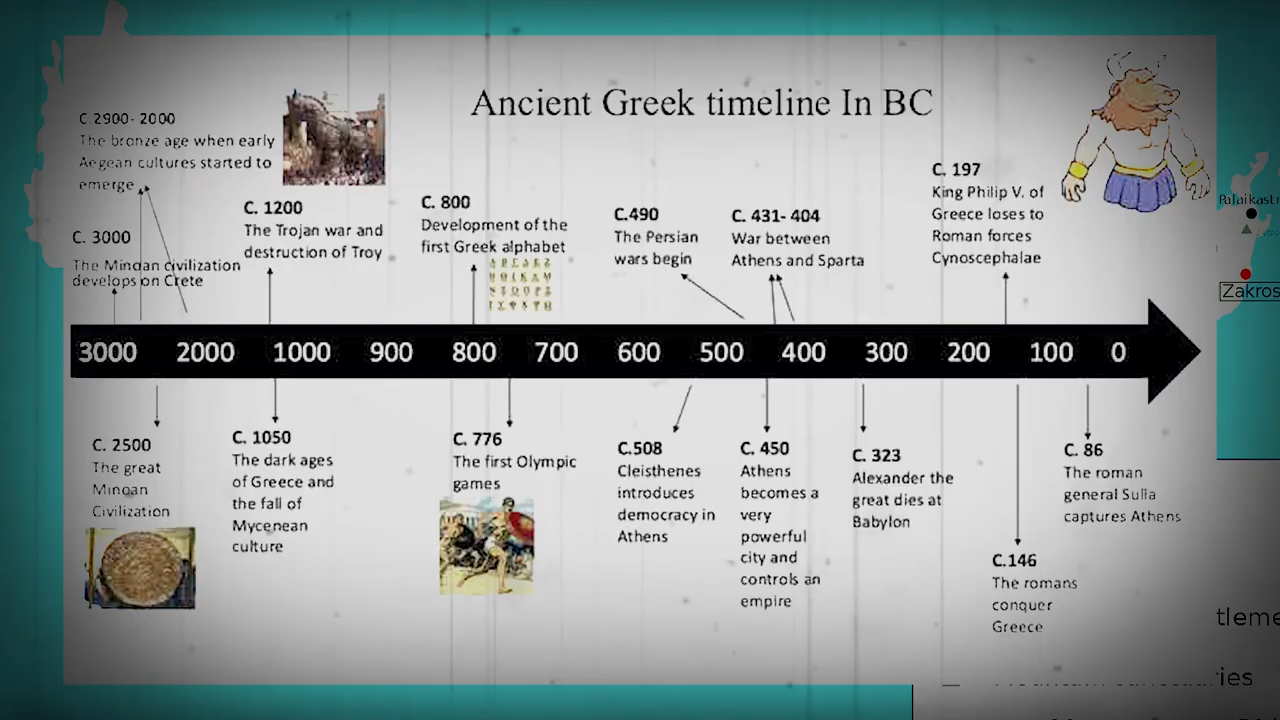 Ancient Greek timeline In BC
C.2900- 2000
The bronze age when early
Aegean cultures started to
emerge
C. 3000
The Minoan civilization
develops on Crete
C. 1200
The Trojan war and
destruction of Troy
C. 800
Development of the
first Greek alphabet
C.490
The Persian
wars begin
C. 431- 404
War between
Athens and Sparta
C. 197
King Philip V. of
Greece loses to
Roman forces
Cynoscephalae
3000 2000 1000 900 800 700 600 500 400 300 200 100 0
C. 2500
The great
Minoan
Civilization
C. 1050
The dark ages
of Greece and
the fall of
Mycenean
culture
C. 776
The first Olympic
games
C.508
Cleisthenes
introduces
democracy in
Athens
C. 450
Athens
becomes a
very
powerful
city and
controls an
empire
C. 323
Alexander the
great dies at
Babylon
C.146
The romans
conquer
Greece
C. 86
The roman
general Sulla
captures Athens
Palaikastr
Zakros
tleme
ies